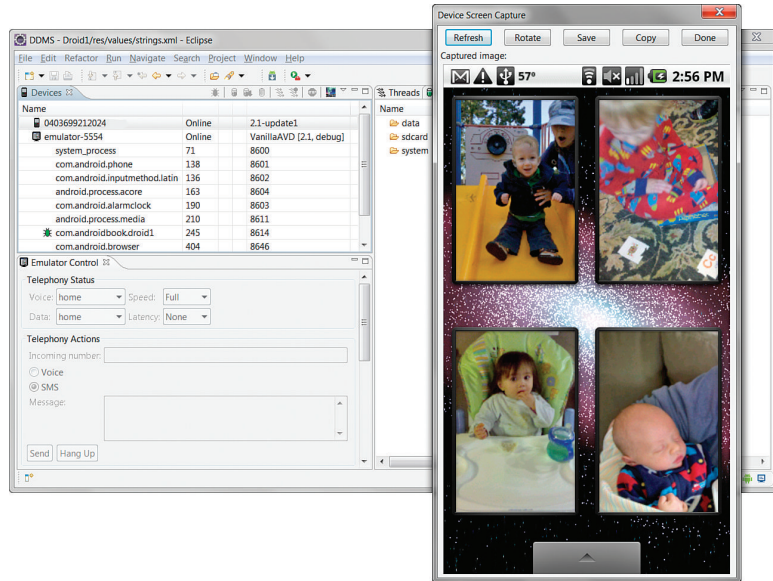 DDMS - Droid1/res/values/strings.xml - Eclipse
File Edit Refactor Run Navigate Search Project Window Help
Devices
Name
0403699212024 Online 2.1-update1
emulator-5554 Online VanillaAVD [2.1, debug]
system_process 71 8600
com.android.phone 138 8601
com.android.inputmethod.latin 136 8602
android.process.acore 163 8604
com.android.alarmclock 190 8603
android.process.media 210 8611
com.androidbook.droid1 245 8614
com.android.browser 404 8646
Emulator Control
Telephony Status
Voice: home Speed: Full
Data: home Latency: None
Telephony Actions
Incoming number:
Voice
SMS
Message:
Send Hang Up
Threads
Name
data
sdcard
system
Device Screen Capture
Refresh Rotate Save Copy Done
Captured image:
57° 2:56 PM
Cc